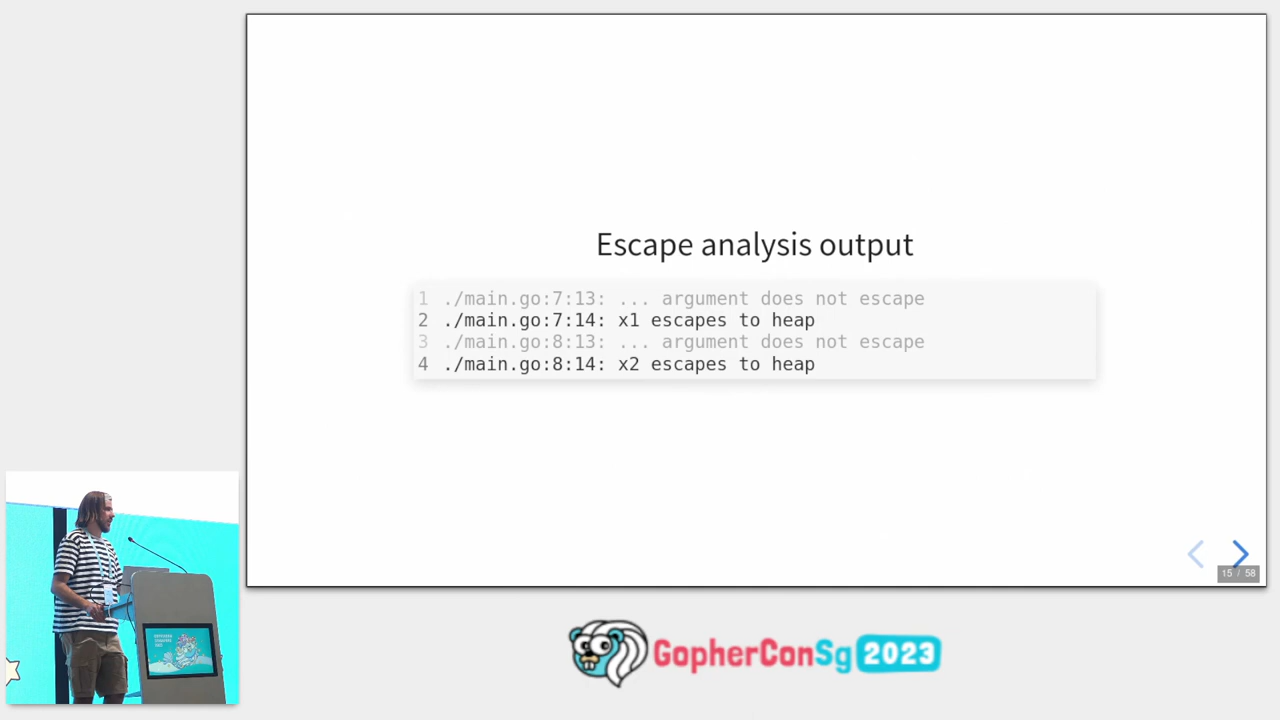 Escape analysis output
1 ./main.go:7:13: ... argument does not escape
2 ./main.go:7:14: x1 escapes to heap
3 ./main.go:8:13: ... argument does not escape
4 ./main.go:8:14: x2 escapes to heap
15 / 58
GopherConSg 2023